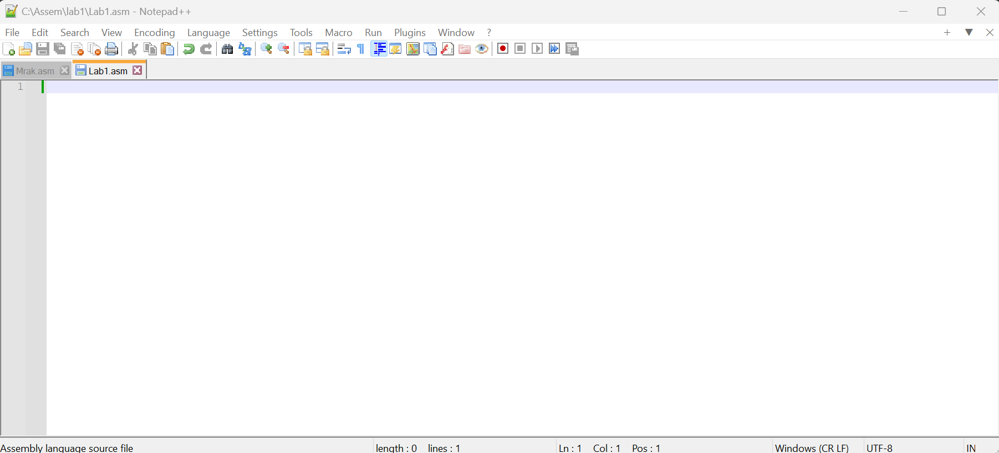 C:\Assem\lab1\Lab1.asm - Notepad++
File Edit Search View Encoding Language Settings Tools Macro Run Plugins Window ?
Mrak.asm Lab1.asm
1
Assembly language source file length : 0 lines : 1 Ln : 1 Col : 1 Pos : 1 Windows (CR LF) UTF-8 IN